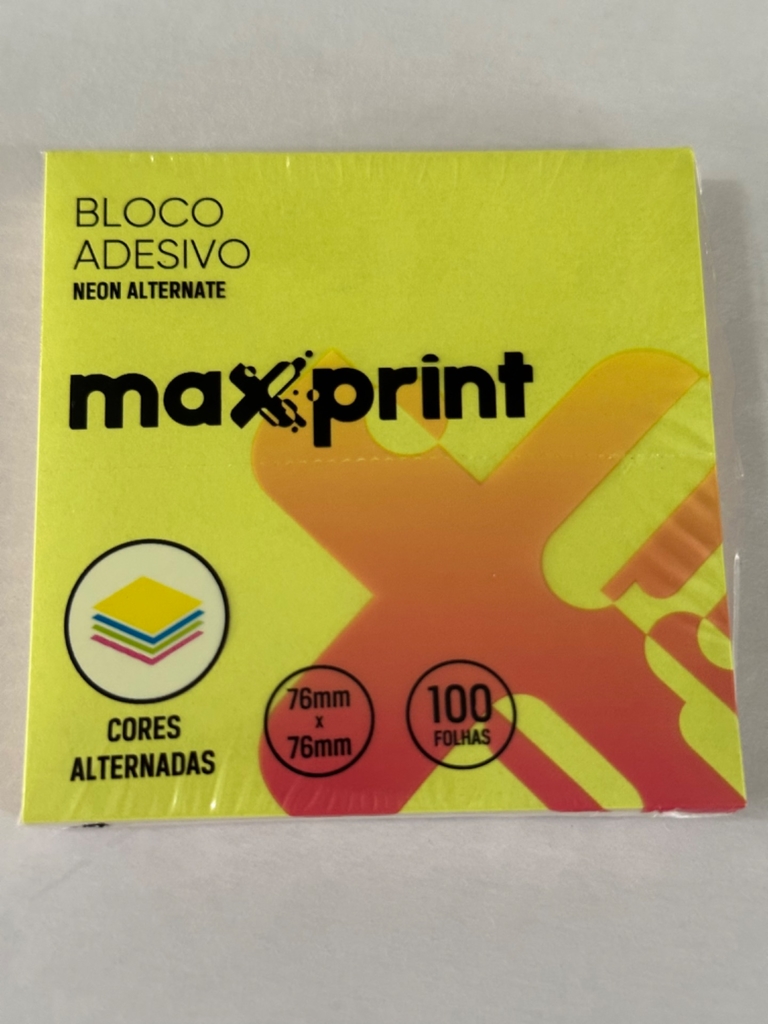 BLOCO
ADESIVO
NEON ALTERNATE
maxprint
CORES
ALTERNADAS
76mm
x
76mm
100
FOLHAS